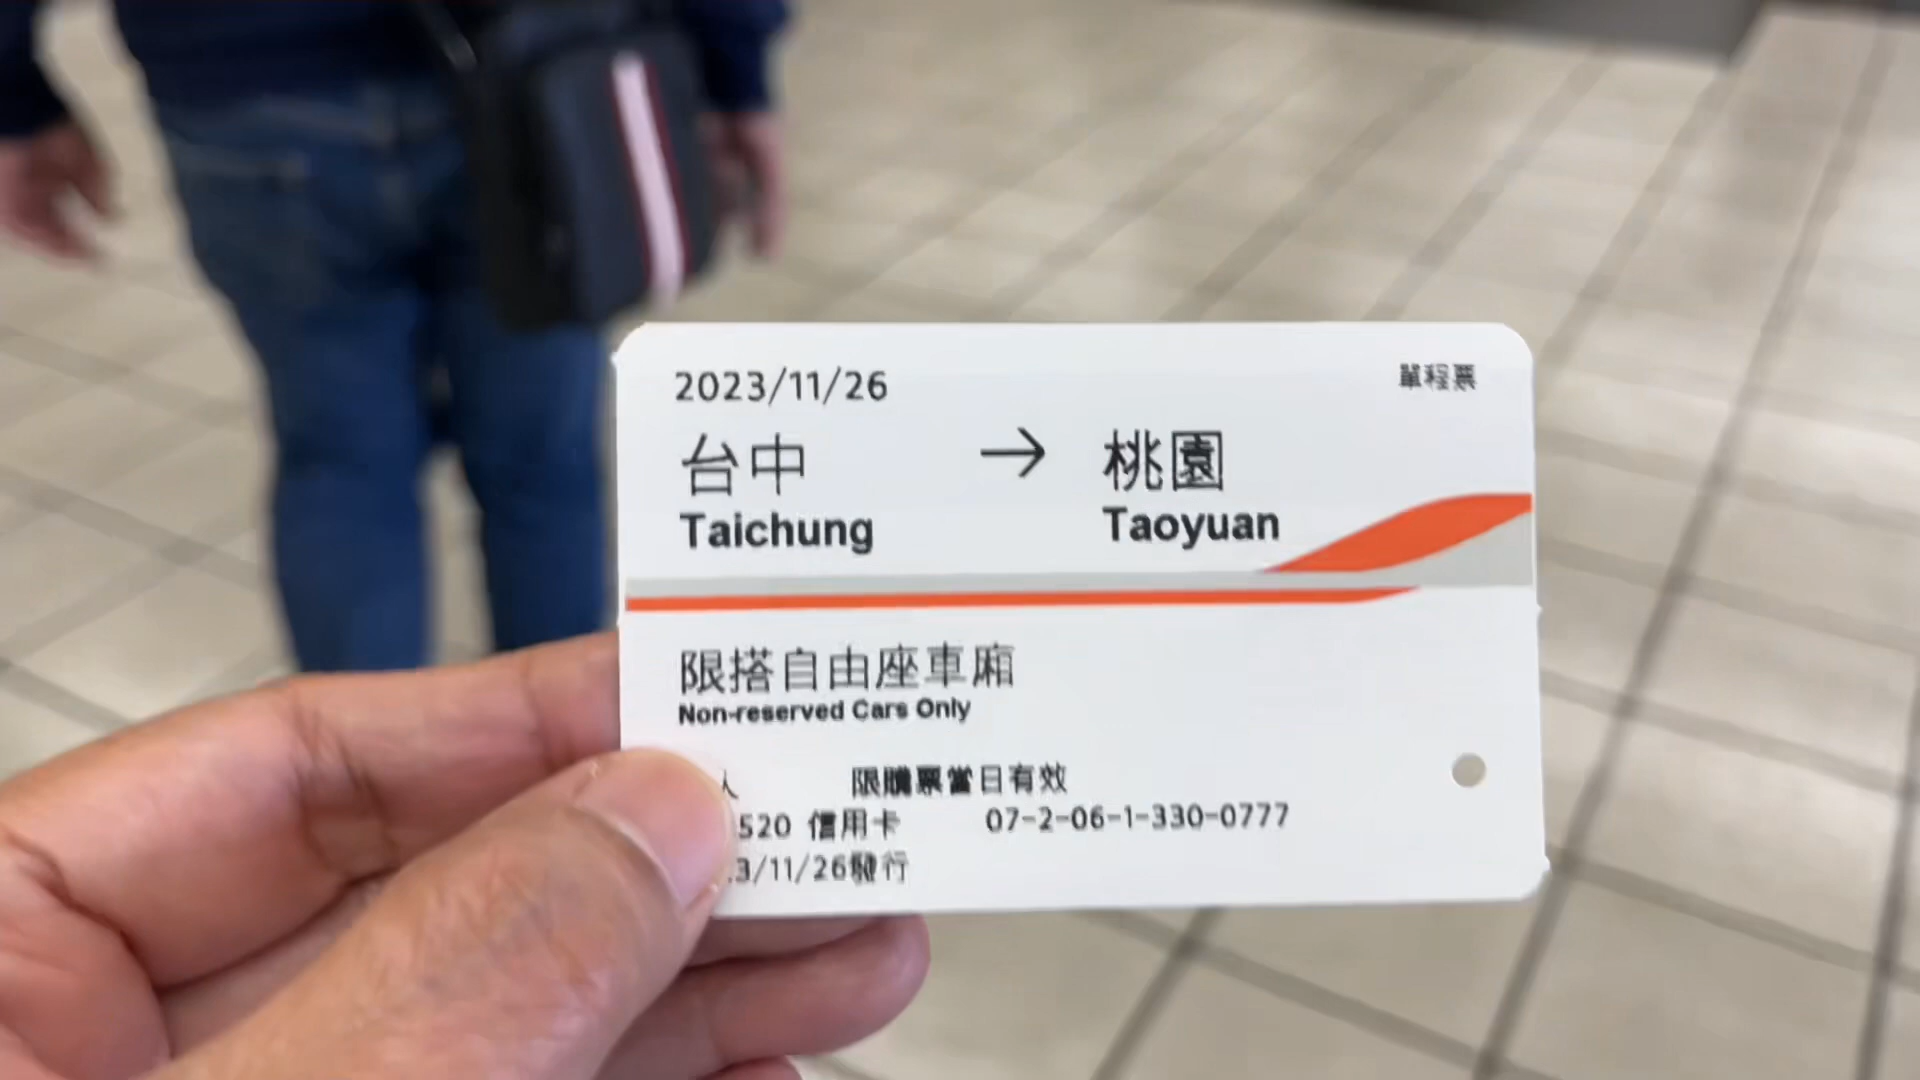 2023/11/26
單程票
台中 → 桃園
Taichung Taoyuan
限搭自由座車廂
Non-reserved Cars Only
人 限購票當日有效
520 信用卡 07-2-06-1-330-0777
3/11/26發行